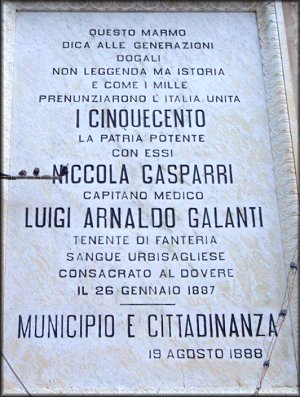 QUESTO MARMO
DICA ALLE GENERAZIONI
DOGALI
NON LEGGENDA MA ISTORIA
E COME I MILLE
PRENUNZIARONO L'ITALIA UNITA
I CINQUECENTO
LA PATRIA POTENTE
CON ESSI
NICCOLA GASPARRI
CAPITANO MEDICO
LUIGI ARNALDO GALANTI
TENENTE DI FANTERIA
SANGUE URBISAGLIESE
CONSACRATO AL DOVERE
IL 26 GENNAIO 1887
MUNICIPIO E CITTADINANZA
19 AGOSTO 1888